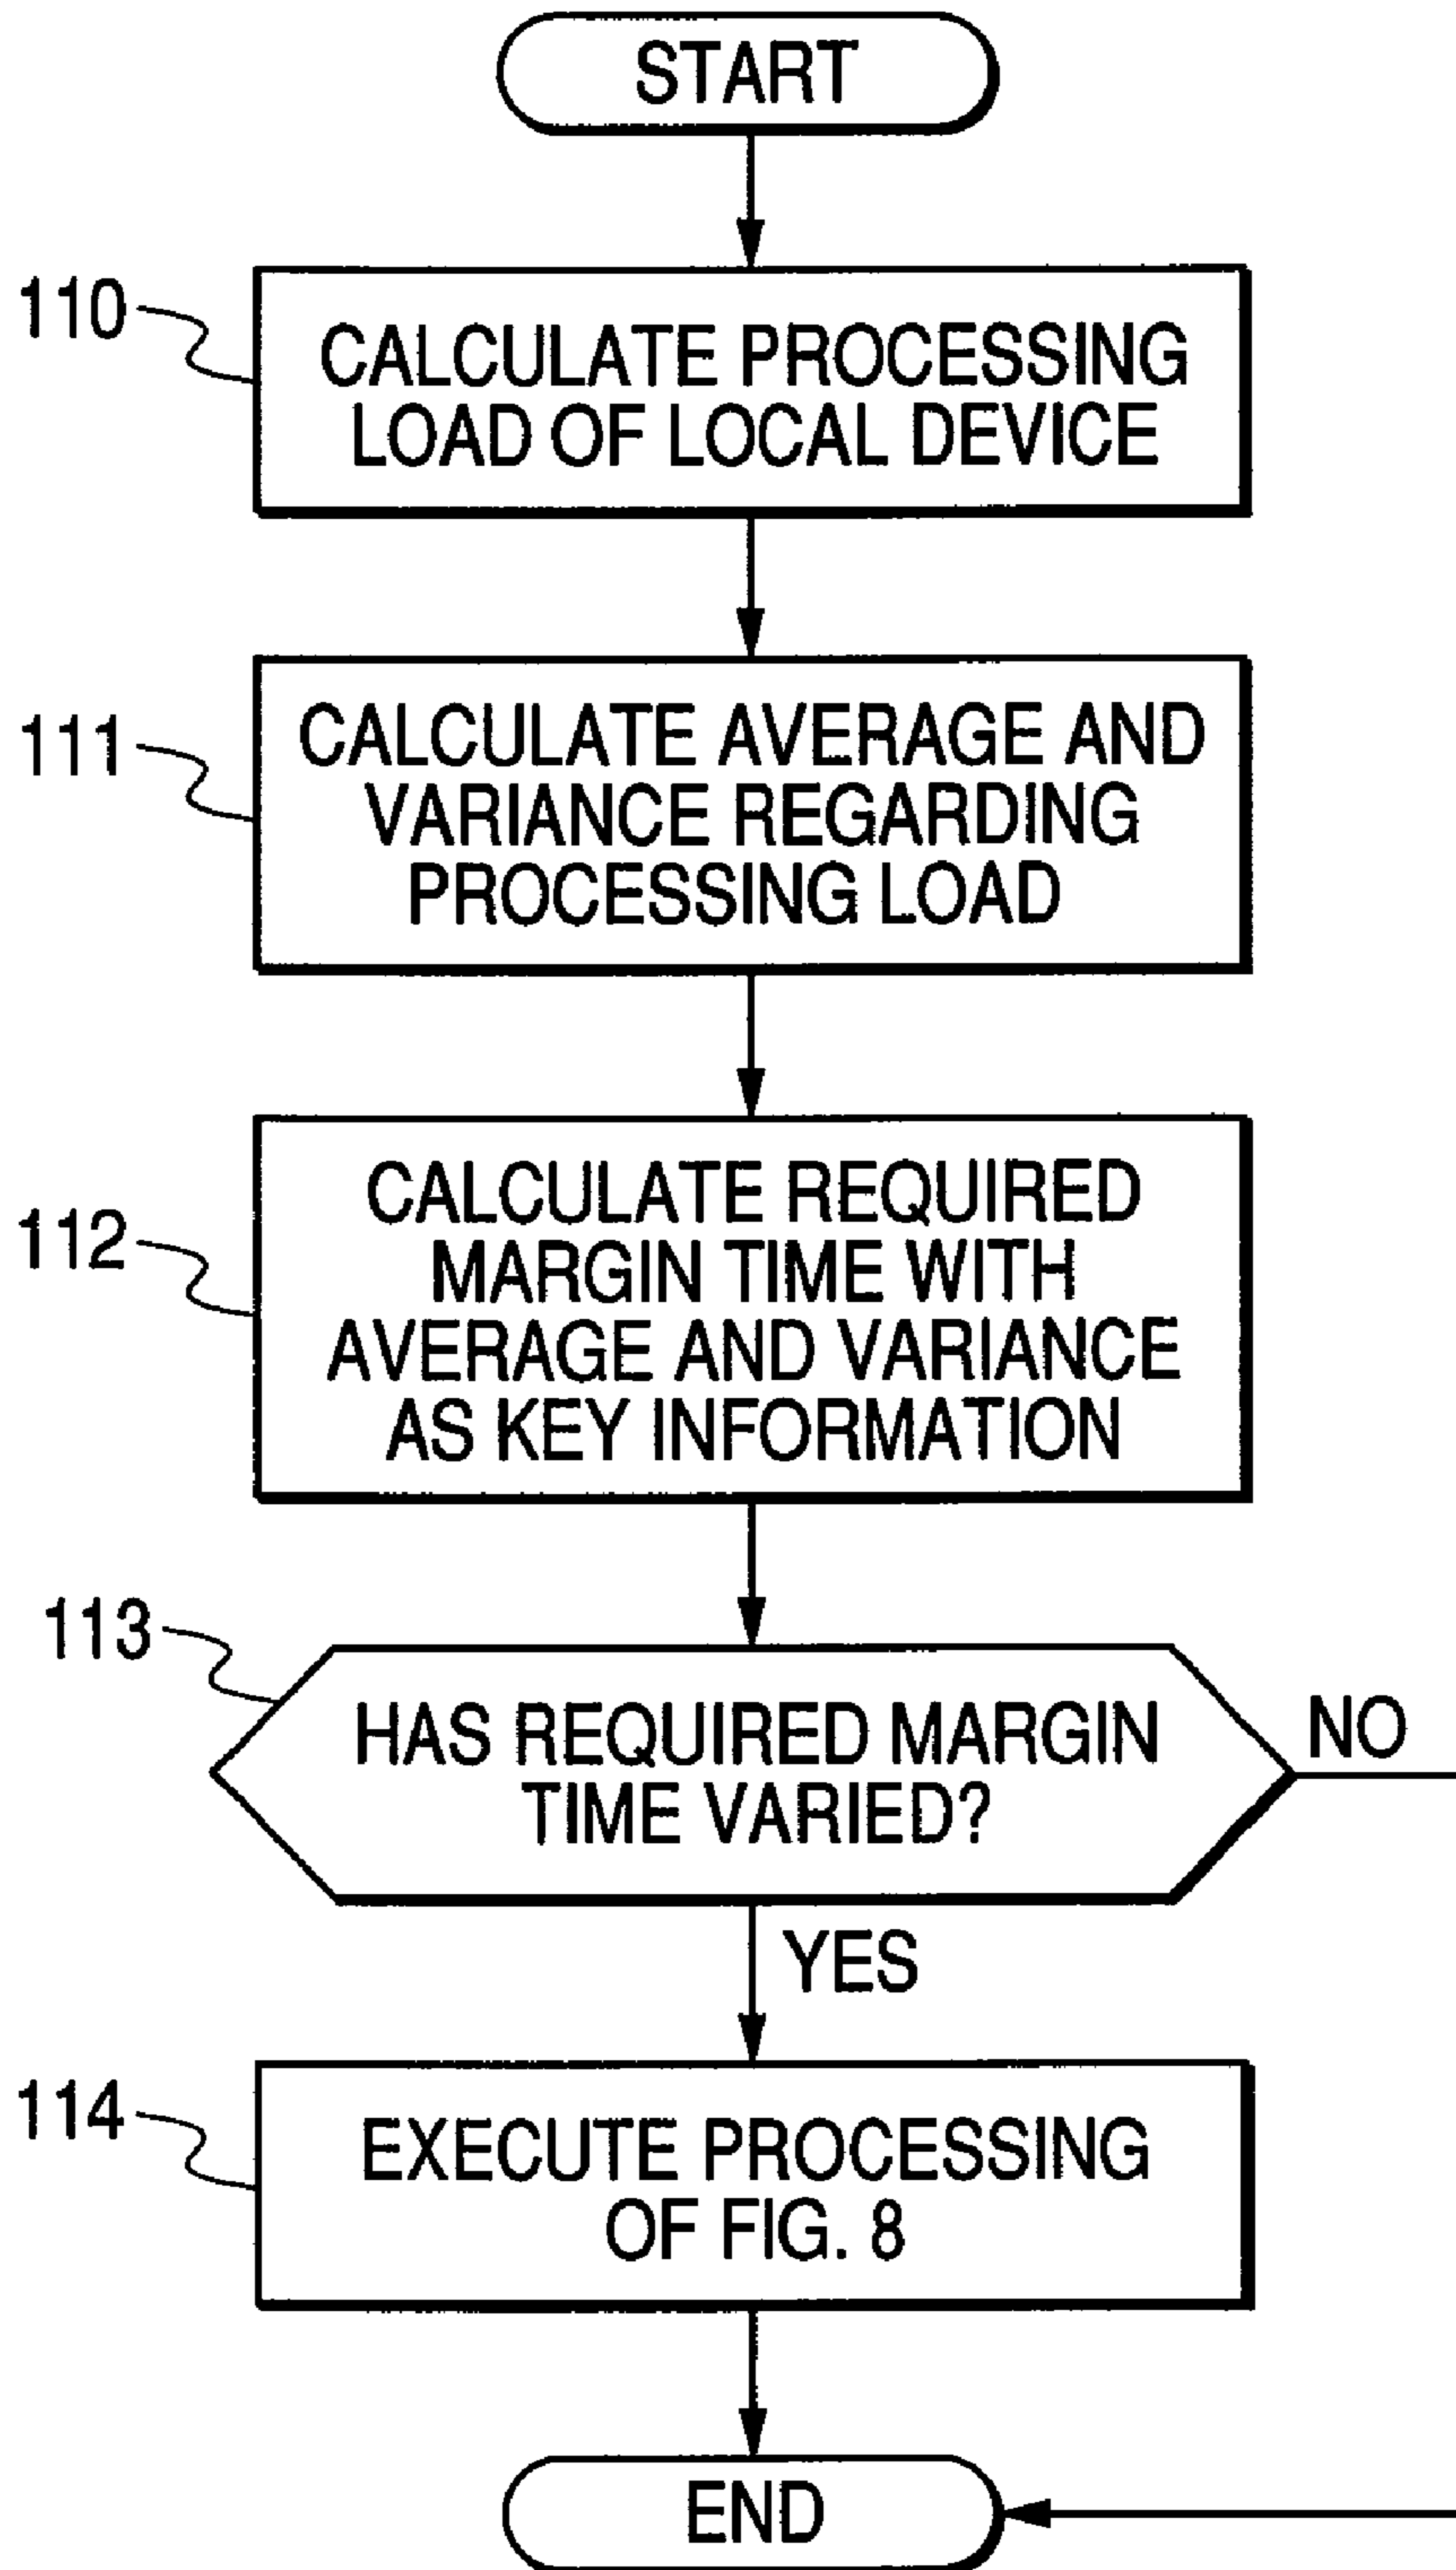 START
110
CALCULATE PROCESSING
LOAD OF LOCAL DEVICE
111
CALCULATE AVERAGE AND
VARIANCE REGARDING
PROCESSING LOAD
112
CALCULATE REQUIRED
MARGIN TIME WITH
AVERAGE AND VARIANCE
AS KEY INFORMATION
113
HAS REQUIRED MARGIN
TIME VARIED?
NO
YES
114
EXECUTE PROCESSING
OF FIG. 8
END